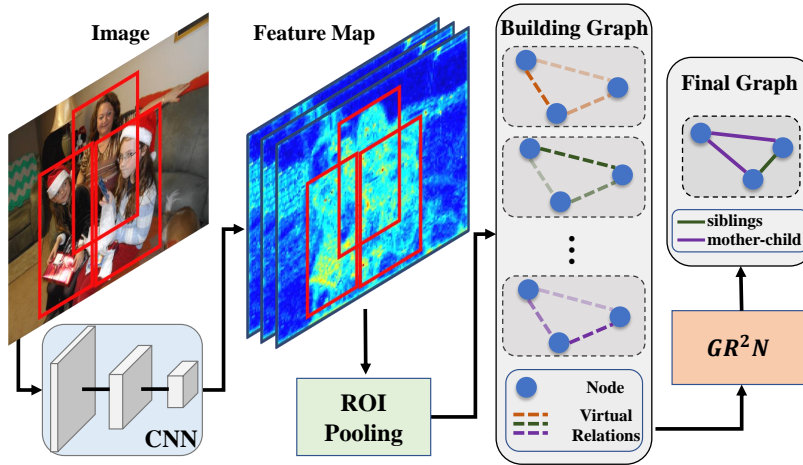 Image
Feature Map
Building Graph
Final Graph
siblings
mother-child
CNN
ROI
Pooling
Node
Virtual
Relations
GR²N